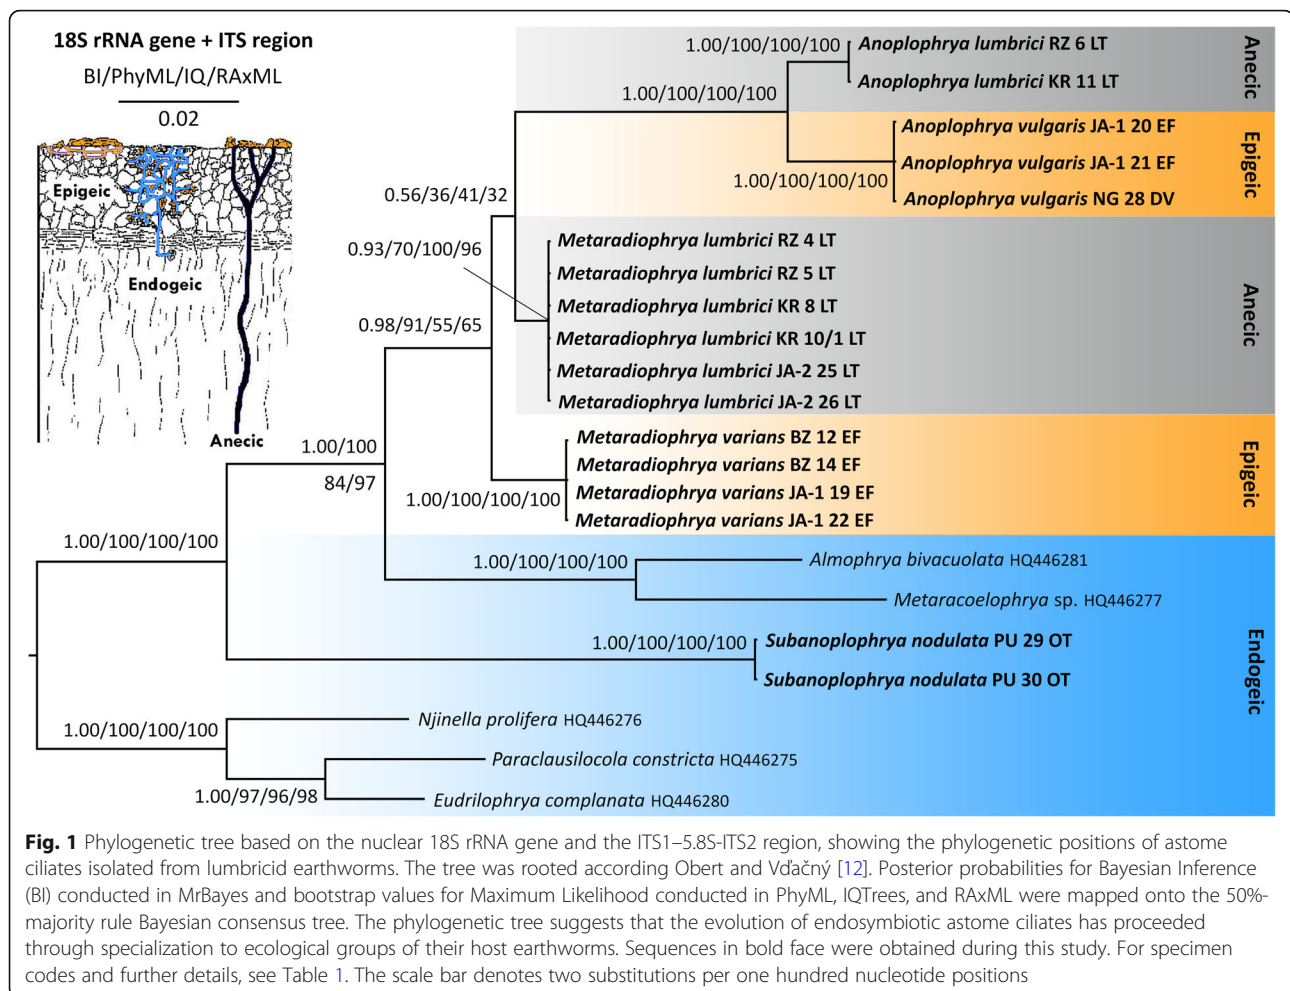 18S rRNA gene + ITS region
BI/PhyML/IQ/RAxML
0.02
Epigeic
Endogeic
Anecic
1.00/100/100/100
Anoplophrya lumbrici RZ 6 LT
Anoplophrya lumbrici KR 11 LT
Anecic
1.00/100/100/100
Anoplophrya vulgaris JA-1 20 EF
Anoplophrya vulgaris JA-1 21 EF
Anoplophrya vulgaris NG 28 DV
1.00/100/100/100
Epigeic
0.56/36/41/32
0.93/70/100/96
Metaradiophrya lumbrici RZ 4 LT
Metaradiophrya lumbrici RZ 5 LT
Metaradiophrya lumbrici KR 8 LT
Metaradiophrya lumbrici KR 10/1 LT
Metaradiophrya lumbrici JA-2 25 LT
Metaradiophrya lumbrici JA-2 26 LT
Anecic
0.98/91/55/65
Metaradiophrya varians BZ 12 EF
Metaradiophrya varians BZ 14 EF
Metaradiophrya varians JA-1 19 EF
Metaradiophrya varians JA-1 22 EF
1.00/100/100/100
Epigeic
1.00/100
84/97
1.00/100/100/100
1.00/100/100/100
Almophrya bivacuolata HQ446281
Metaracoelophrya sp. HQ446277
1.00/100/100/100
Subanoplophrya nodulata PU 29 OT
Subanoplophrya nodulata PU 30 OT
Endogeic
1.00/100/100/100
Njinella prolifera HQ446276
Paraclausilocola constricta HQ446275
1.00/97/96/98
Eudrilophrya complanata HQ446280
Fig. 1 Phylogenetic tree based on the nuclear 18S rRNA gene and the ITS1–5.8S-ITS2 region, showing the phylogenetic positions of astome
ciliates isolated from lumbricid earthworms. The tree was rooted according Obert and Vďačný [12]. Posterior probabilities for Bayesian Inference
(BI) conducted in MrBayes and bootstrap values for Maximum Likelihood conducted in PhyML, IQTrees, and RAxML were mapped onto the 50%-
majority rule Bayesian consensus tree. The phylogenetic tree suggests that the evolution of endosymbiotic astome ciliates has proceeded
through specialization to ecological groups of their host earthworms. Sequences in bold face were obtained during this study. For specimen
codes and further details, see Table 1. The scale bar denotes two substitutions per one hundred nucleotide positions